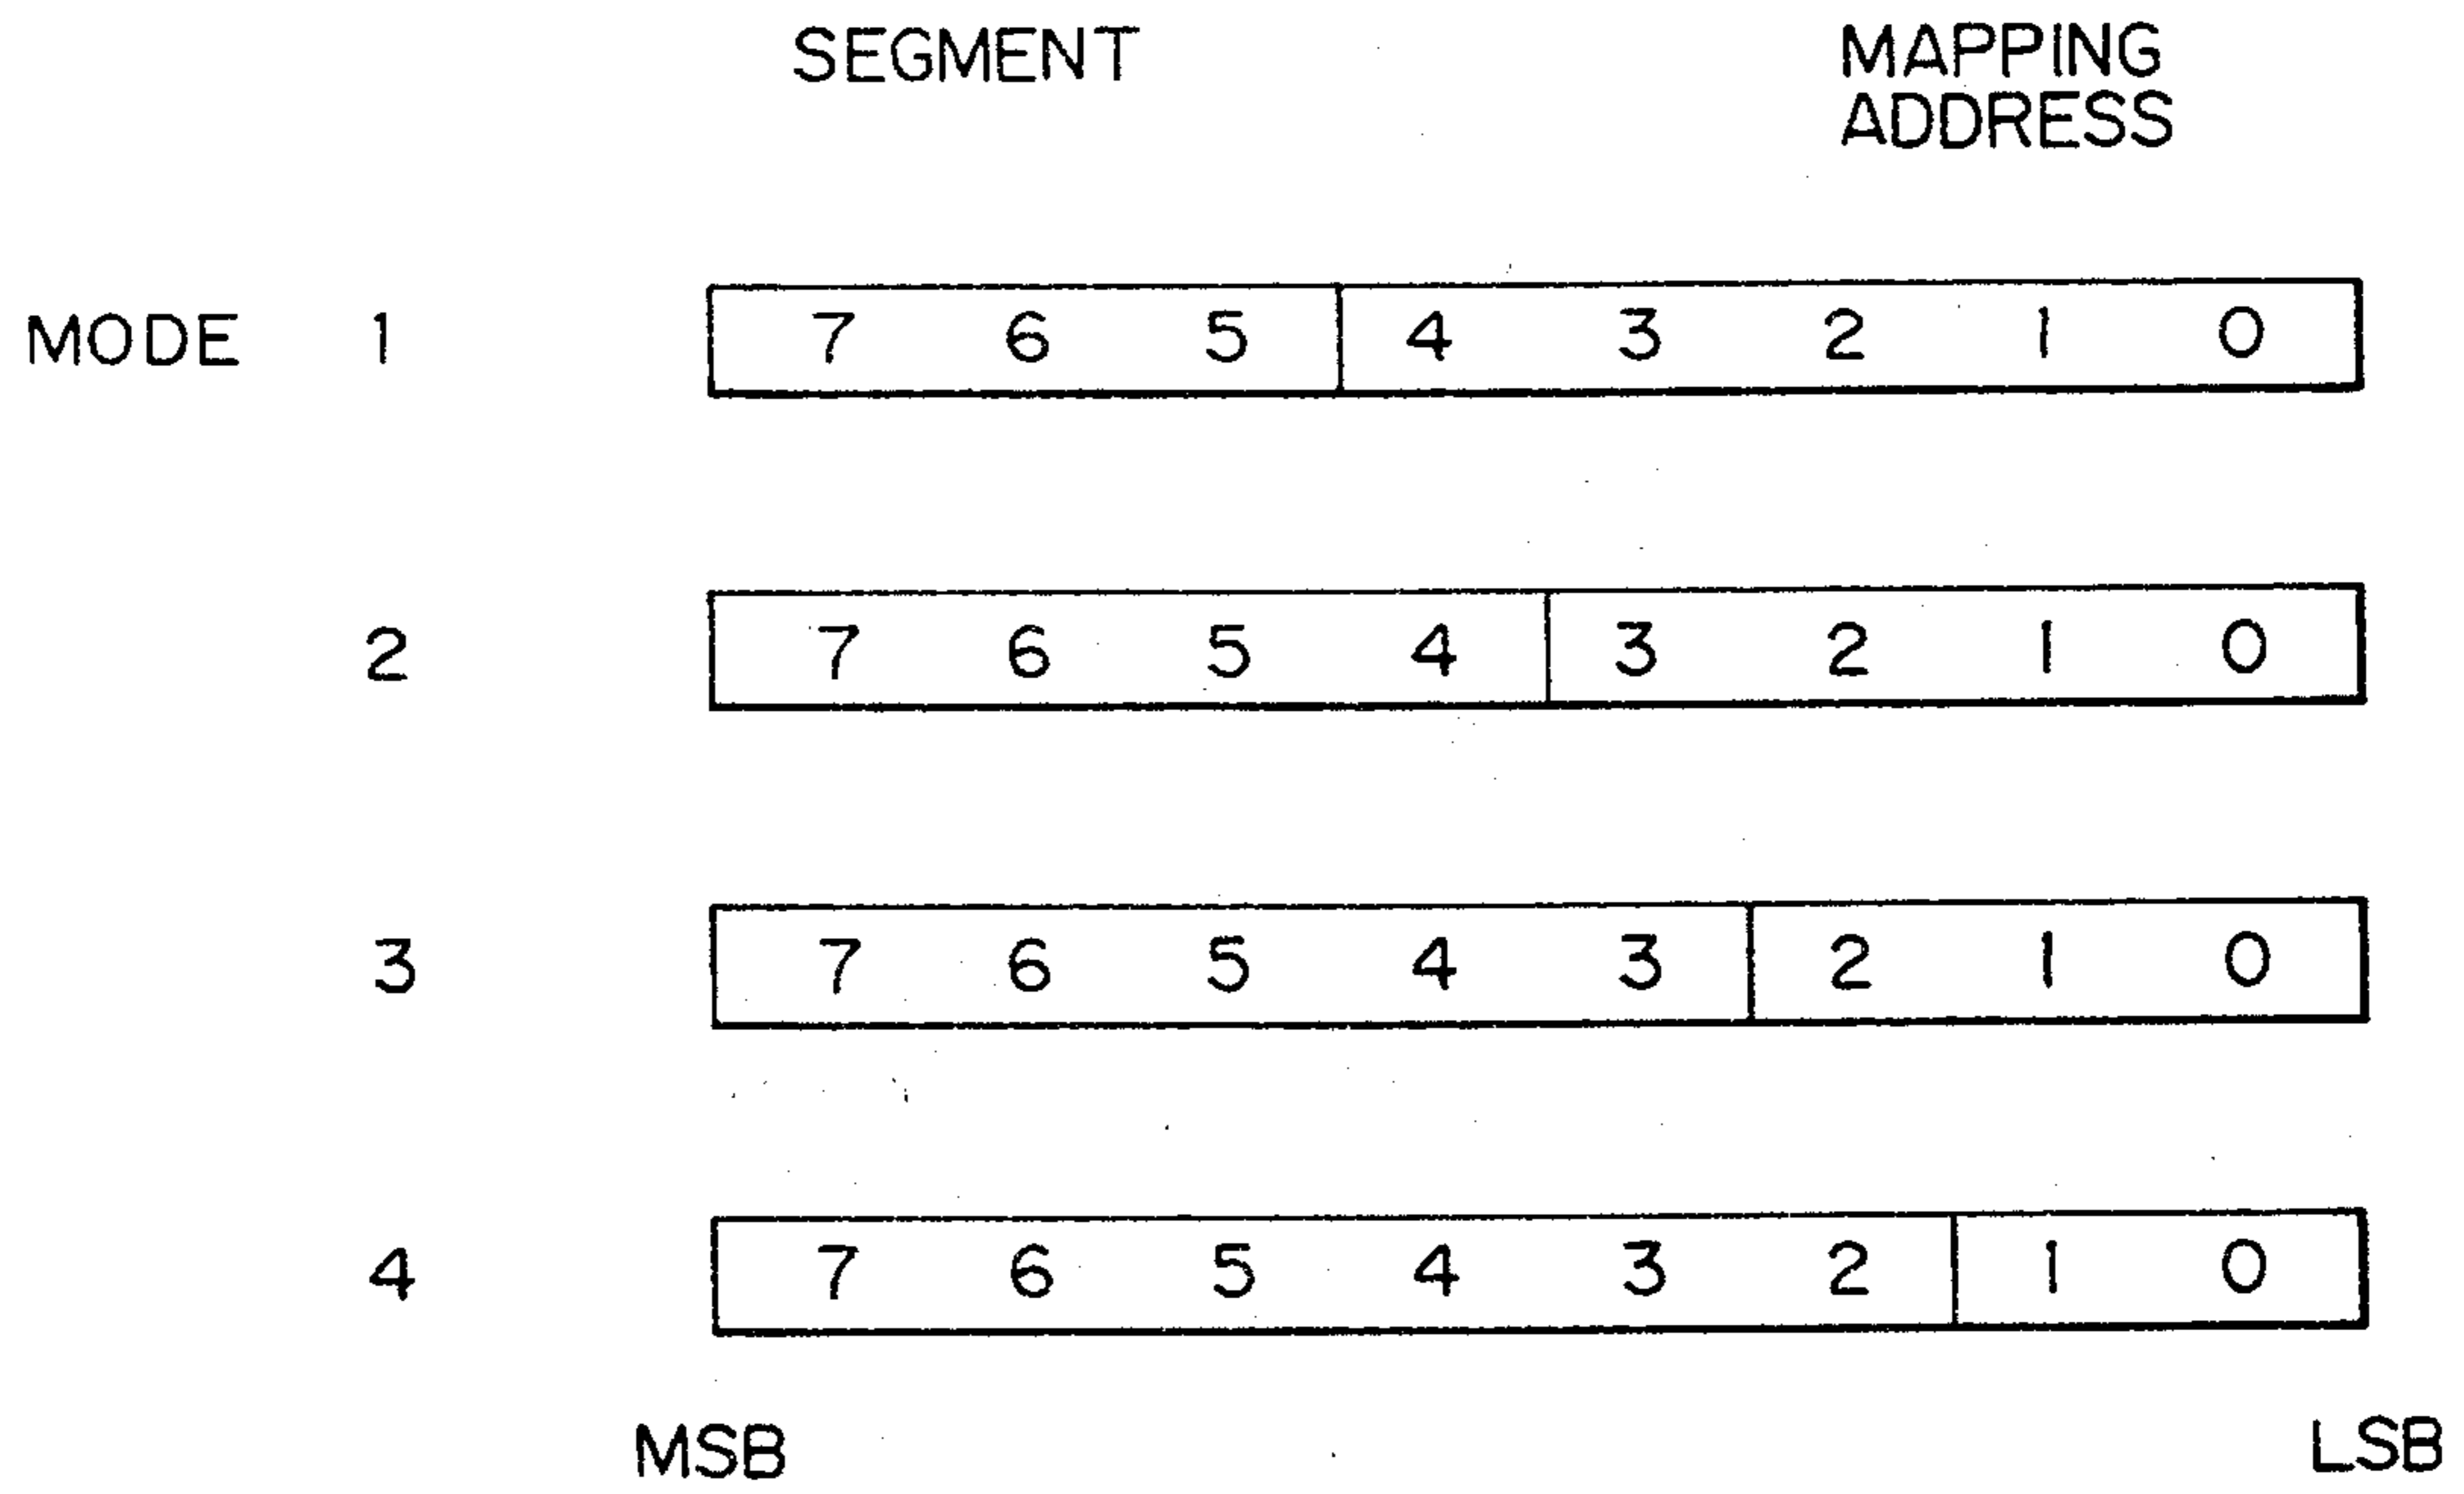 SEGMENT MAPPING
ADDRESS
MODE 1 7 6 5 4 3 2 1 0
2 7 6 5 4 3 2 1 0
3 7 6 5 4 3 2 1 0
4 7 6 5 4 3 2 1 0
MSB LSB